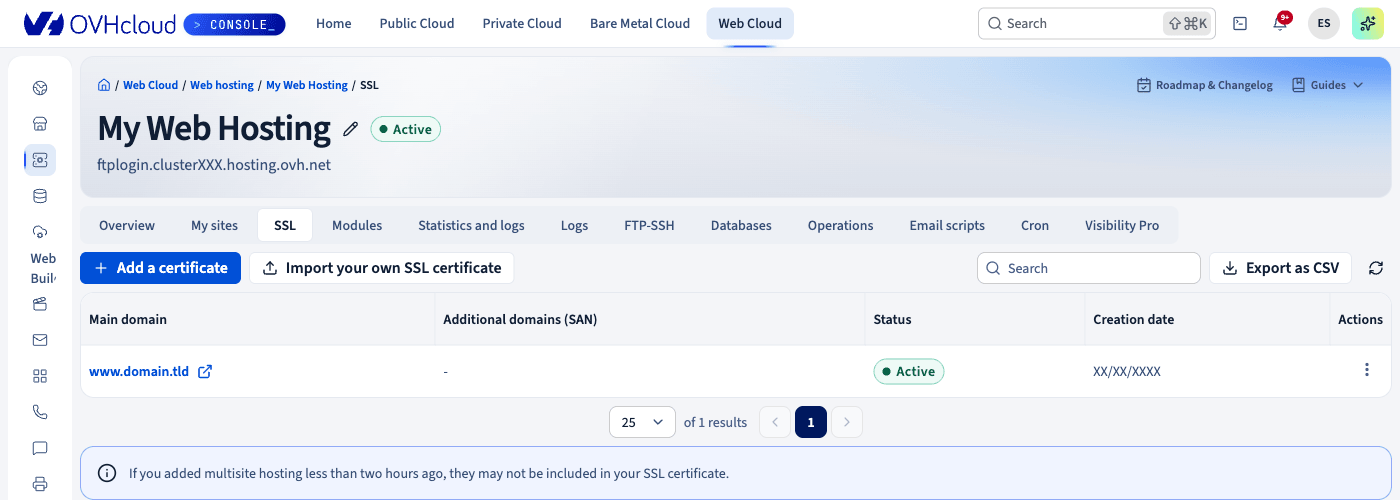 OVHcloud > CONSOLE_ Home Public Cloud Private Cloud Bare Metal Cloud Web Cloud Search ⇧⌘K 9+ ES
/ Web Cloud / Web hosting / My Web Hosting / SSL Roadmap & Changelog Guides
My Web Hosting Active
ftplogin.clusterXXX.hosting.ovh.net
Overview My sites SSL Modules Statistics and logs Logs FTP-SSH Databases Operations Email scripts Cron Visibility Pro
Web
Buil
+ Add a certificate Import your own SSL certificate Search Export as CSV
Main domain Additional domains (SAN) Status Creation date Actions
www.domain.tld - Active XX/XX/XXXX
25 of 1 results 1
If you added multisite hosting less than two hours ago, they may not be included in your SSL certificate.